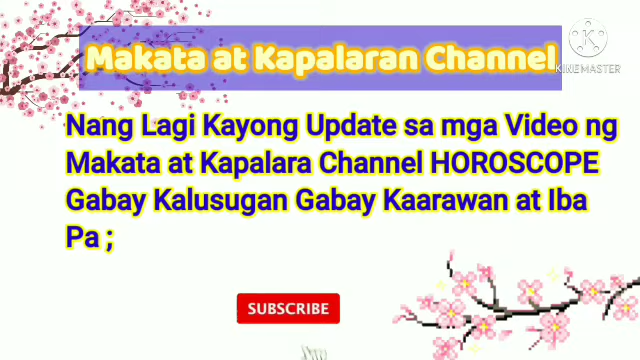 Makata at Kapalaran Channel
KINEMASTER
Nang Lagi Kayong Update sa mga Video ng
Makata at Kapalara Channel HOROSCOPE
Gabay Kalusugan Gabay Kaarawan at Iba
Pa ;
SUBSCRIBE